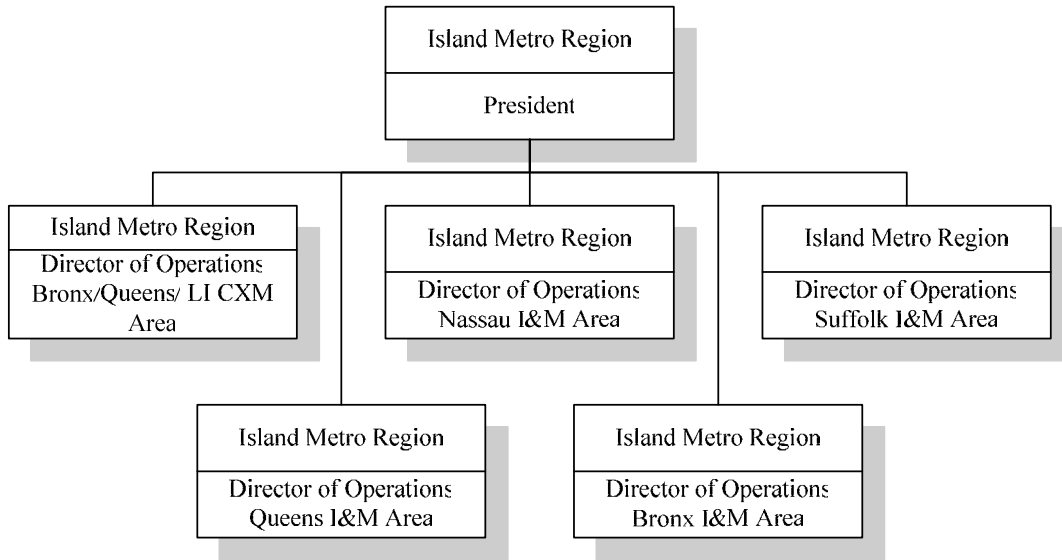 Island Metro Region
President
Island Metro Region
Director of Operations
Bronx/Queens/ LI CXM
Area
Island Metro Region
Director of Operations
Nassau I&M Area
Island Metro Region
Director of Operations
Suffolk I&M Area
Island Metro Region
Director of Operations
Queens I&M Area
Island Metro Region
Director of Operations
Bronx I&M Area